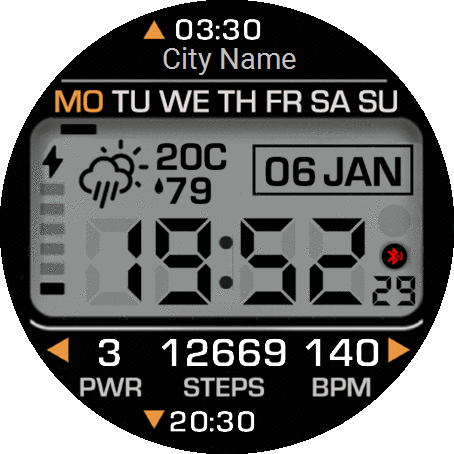 03:30
City Name
MO TU WE TH FR SA SU
20C
79
06 JAN
19:52
29
3 12669 140
PWR STEPS BPM
20:30